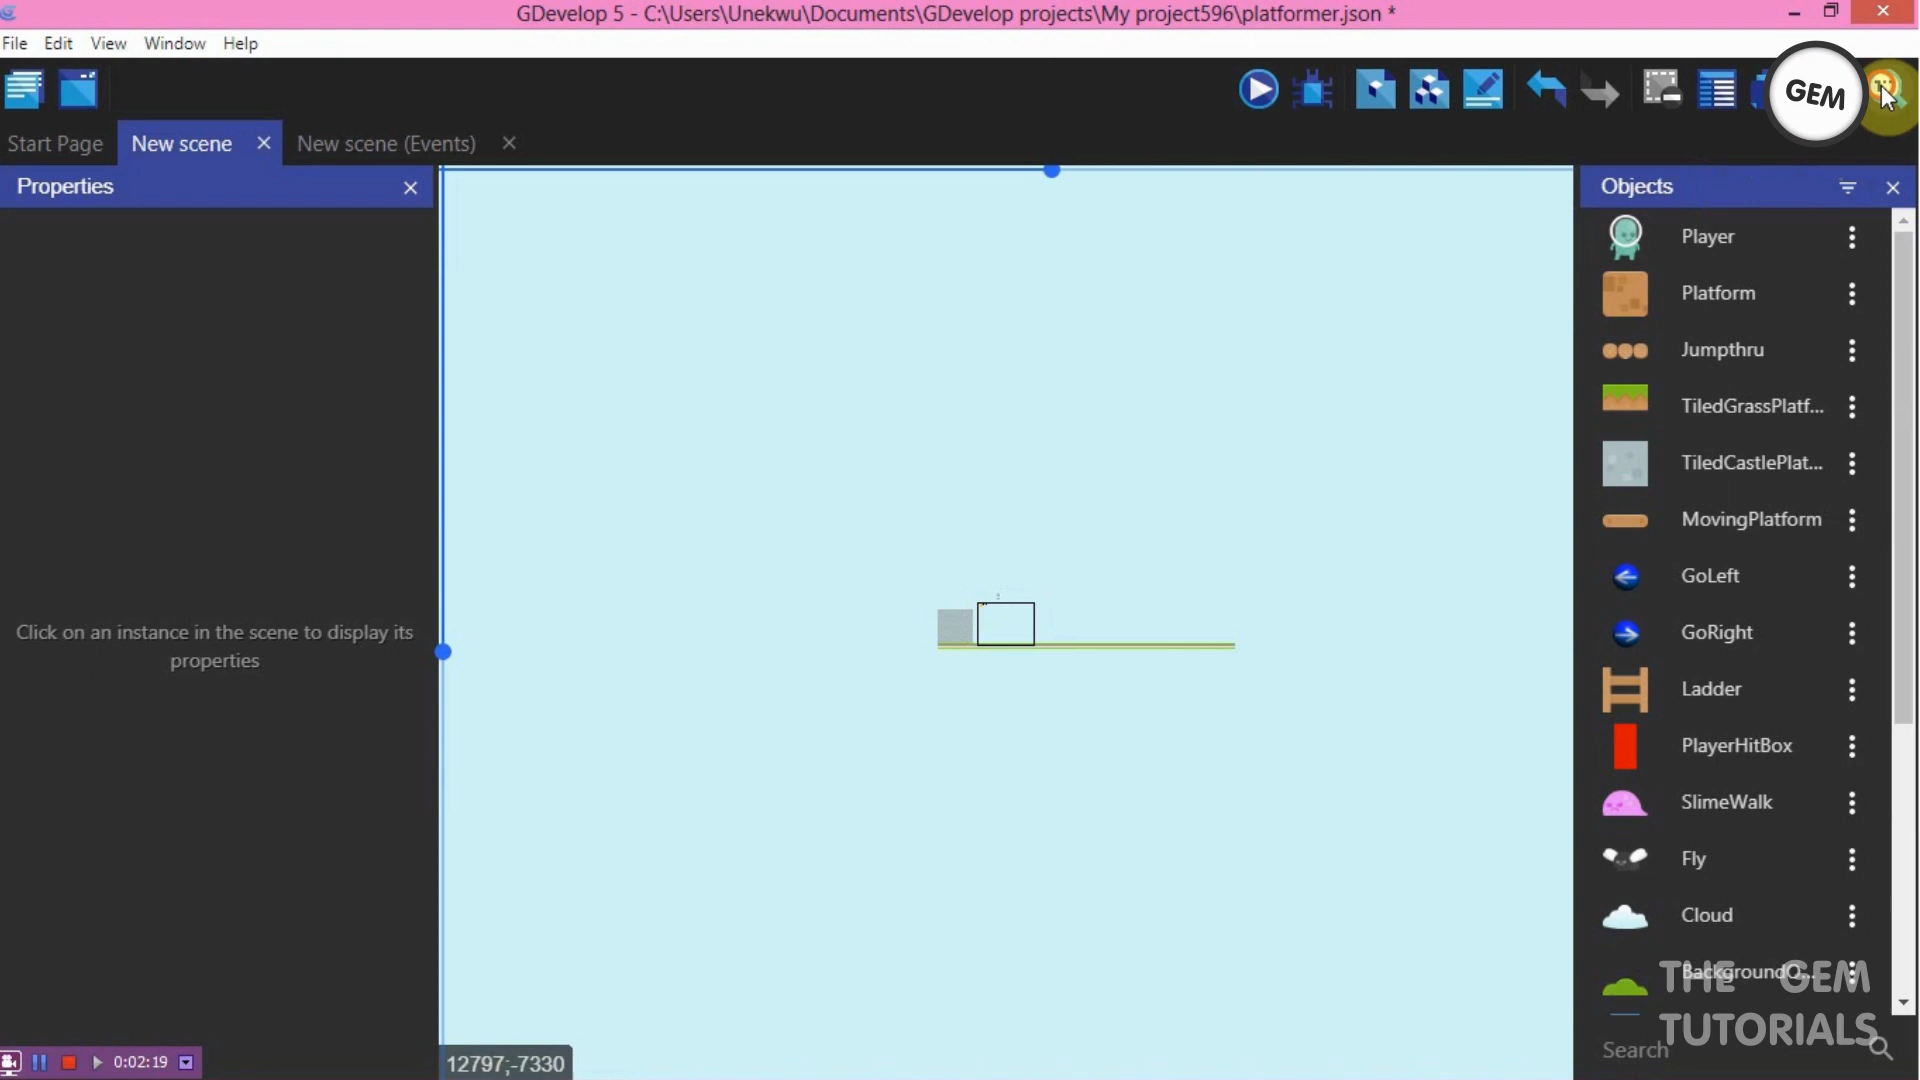 GDevelop 5 - C:\Users\Unekwu\Documents\GDevelop projects\My project596\platformer.json *
File Edit View Window Help
GEM
Start Page New scene New scene (Events)
Properties
Objects
Player
Platform
Jumpthru
TiledGrassPlatf...
TiledCastlePlat...
MovingPlatform
GoLeft
GoRight
Ladder
PlayerHitBox
SlimeWalk
Fly
Cloud
BackgroundO...
Click on an instance in the scene to display its
properties
THE GEM
TUTORIALS
Search
0:02:19
12797;-7330